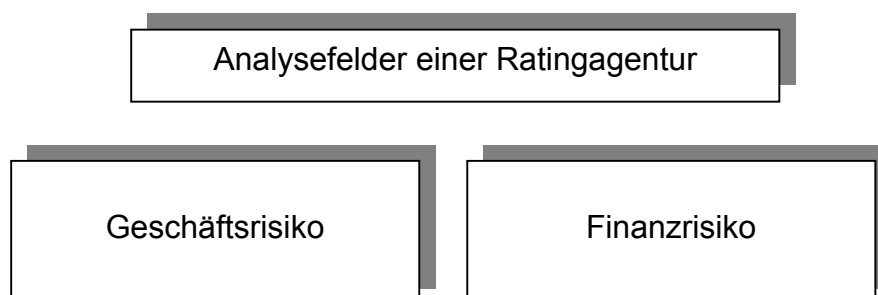 Analysefelder einer Ratingagentur
Geschäftsrisiko
Finanzrisiko